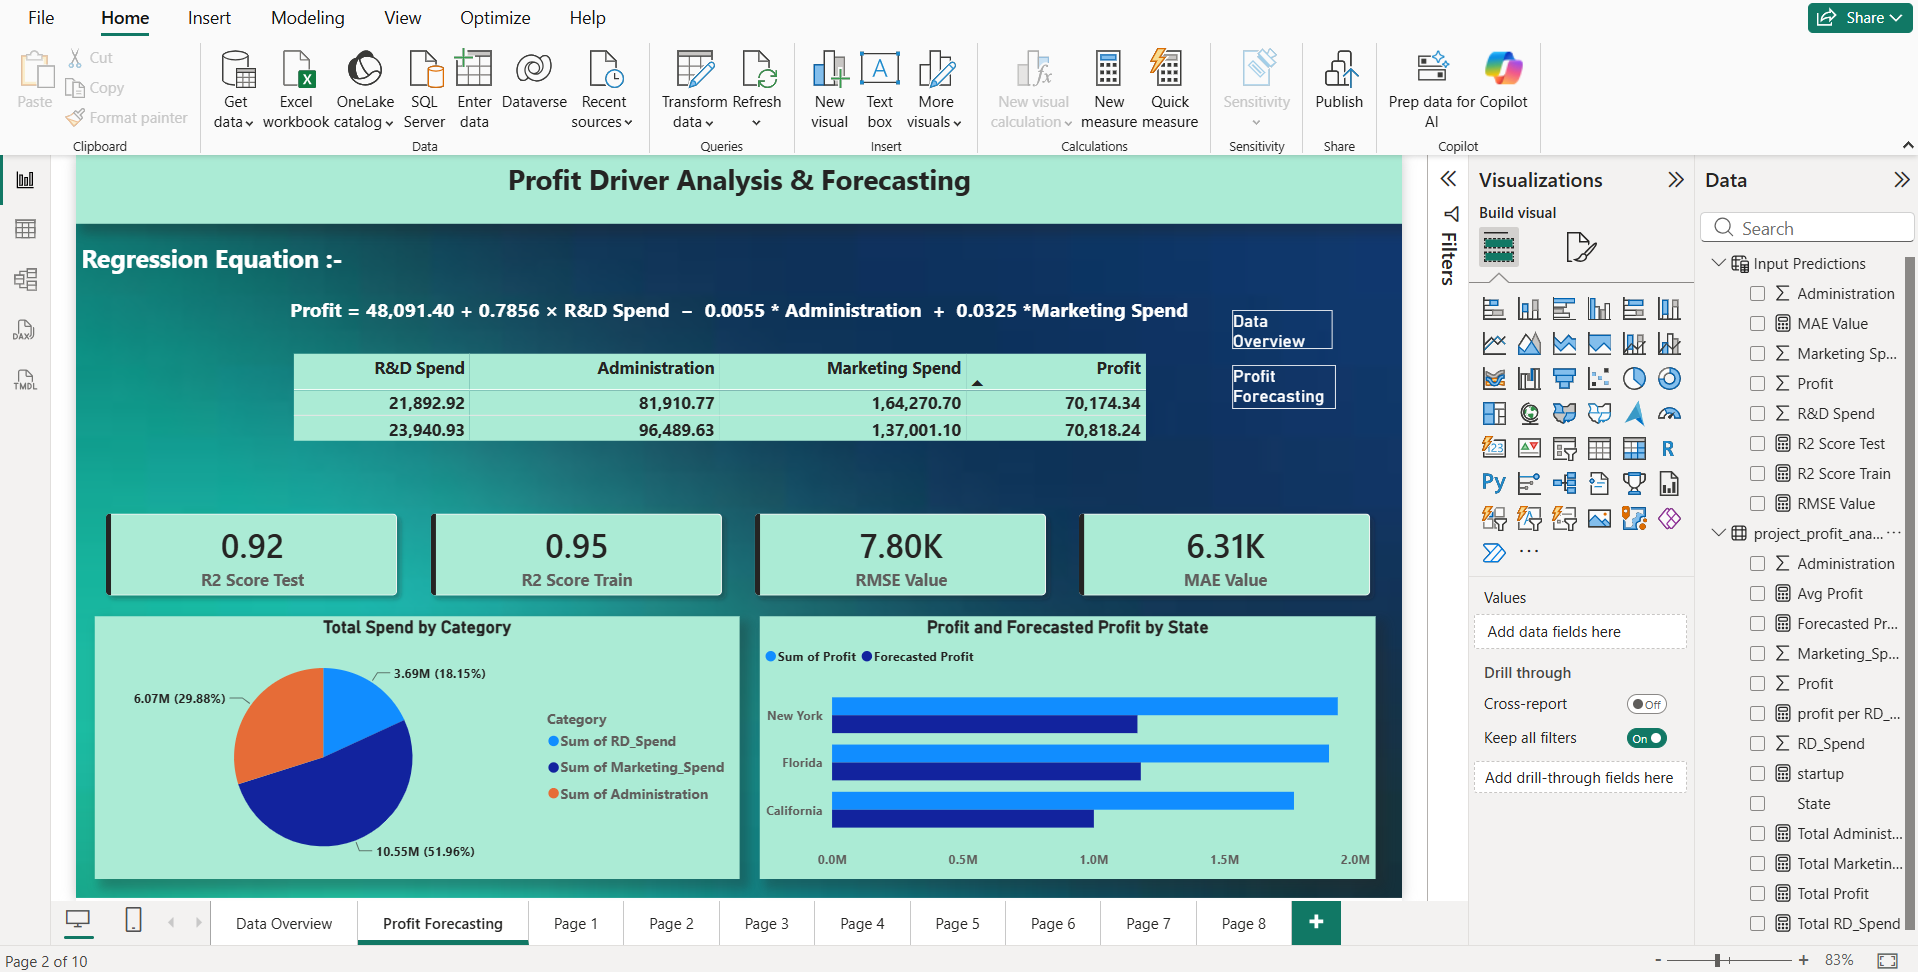 File Home Insert Modeling View Optimize Help Share
Paste
Cut
Copy
Format painter
Clipboard
Get data
Excel workbook
OneLake catalog
SQL Server
Enter data
Dataverse
Recent sources
Data
Transform data
Refresh
Queries
New visual
Text box
More visuals
Insert
New visual calculation
New measure
Quick measure
Calculations
Sensitivity
Sensitivity
Publish
Share
Prep data for AI
Copilot
Copilot
DAX
TMDL
Profit Driver Analysis & Forecasting
Regression Equation :-
Profit = 48,091.40 + 0.7856 × R&D Spend − 0.0055 * Administration + 0.0325 *Marketing Spend
Data Overview
Profit Forecasting
R&D Spend Administration Marketing Spend Profit
21,892.92 81,910.77 1,64,270.70 70,174.34
23,940.93 96,489.63 1,37,001.10 70,818.24
0.92
R2 Score Test
0.95
R2 Score Train
7.80K
RMSE Value
6.31K
MAE Value
Total Spend by Category
3.69M (18.15%)
6.07M (29.88%)
10.55M (51.96%)
Category
Sum of RD_Spend
Sum of Marketing_Spend
Sum of Administration
Profit and Forecasted Profit by State
Sum of Profit Forecasted Profit
New York
Florida
California
0.0M 0.5M 1.0M 1.5M 2.0M
Filters
Visualizations
Build visual
123
R
Py
Values
Add data fields here
Drill through
Cross-report Off
Keep all filters On
Add drill-through fields here
Data
Search
Input Predictions
Administration
MAE Value
Marketing Sp...
Profit
R&D Spend
R2 Score Test
R2 Score Train
RMSE Value
project_profit_ana... ...
Administration
Avg Profit
Forecasted Pr...
Marketing_Sp...
Profit
profit per RD_...
RD_Spend
startup
State
Total Administ...
Total Marketin...
Total Profit
Total RD_Spend
Data Overview Profit Forecasting Page 1 Page 2 Page 3 Page 4 Page 5 Page 6 Page 7 Page 8 +
Page 2 of 10
- + 83%